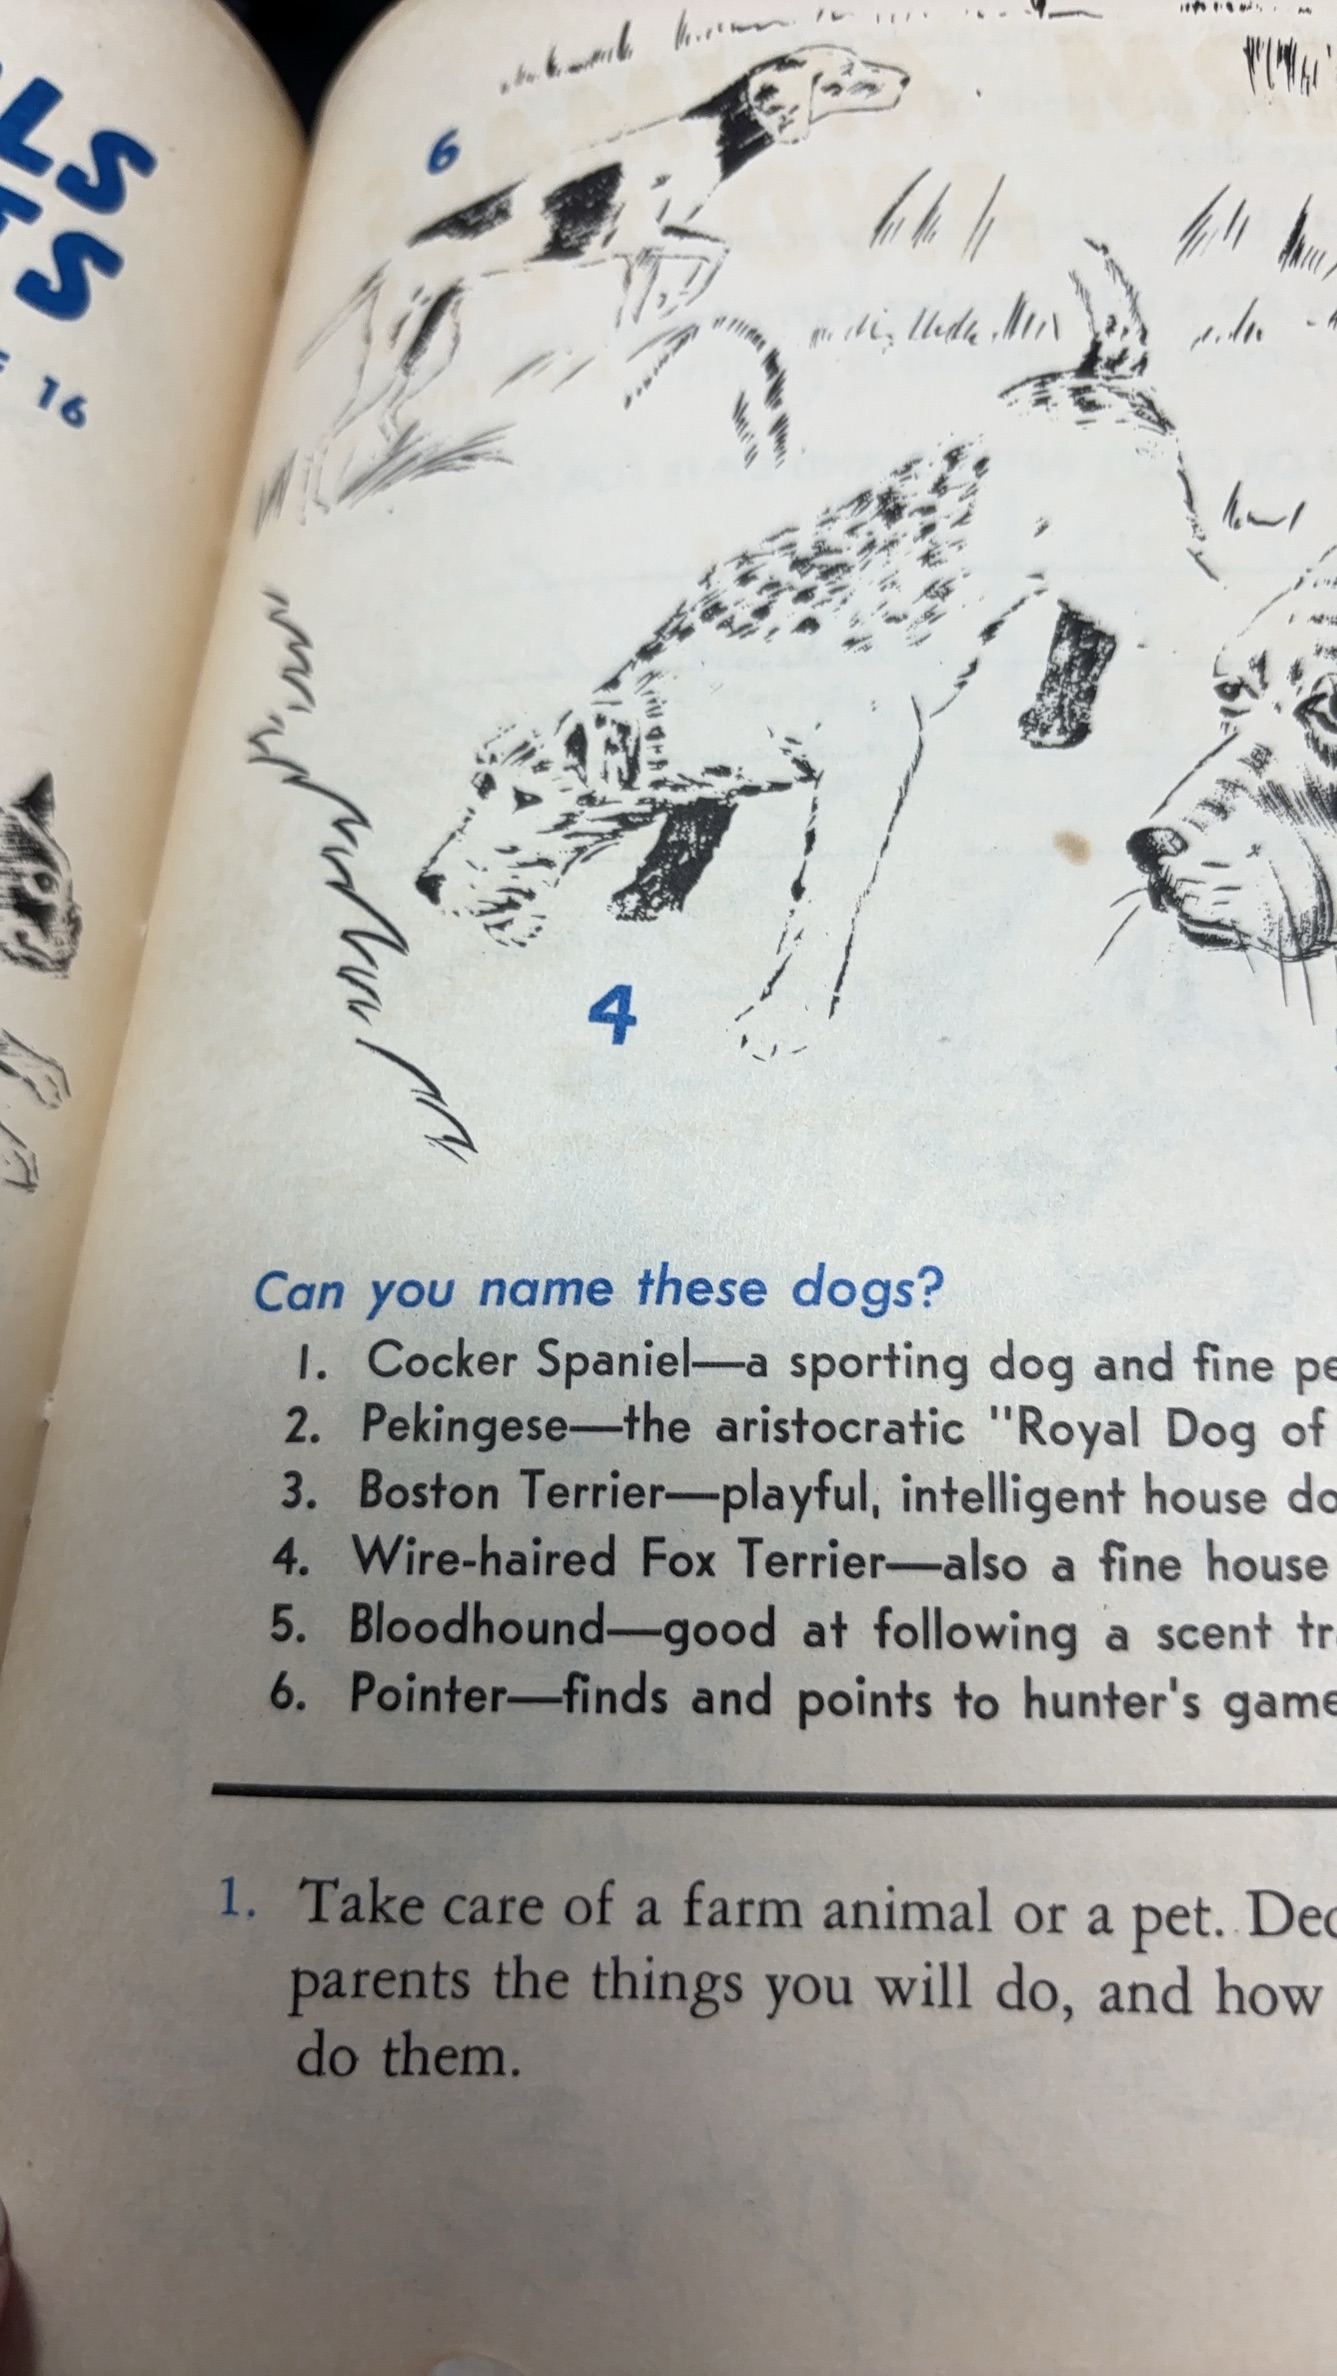 16
6
4
Can you name these dogs?
1. Cocker Spaniel—a sporting dog and fine
2. Pekingese—the aristocratic "Royal Dog of
3. Boston Terrier—playful, intelligent house
4. Wire-haired Fox Terrier—also a fine house
5. Bloodhound—good at following a scent
6. Pointer—finds and points to hunter's game
1. Take care of a farm animal or a pet.
parents the things you will do, and how
do them.